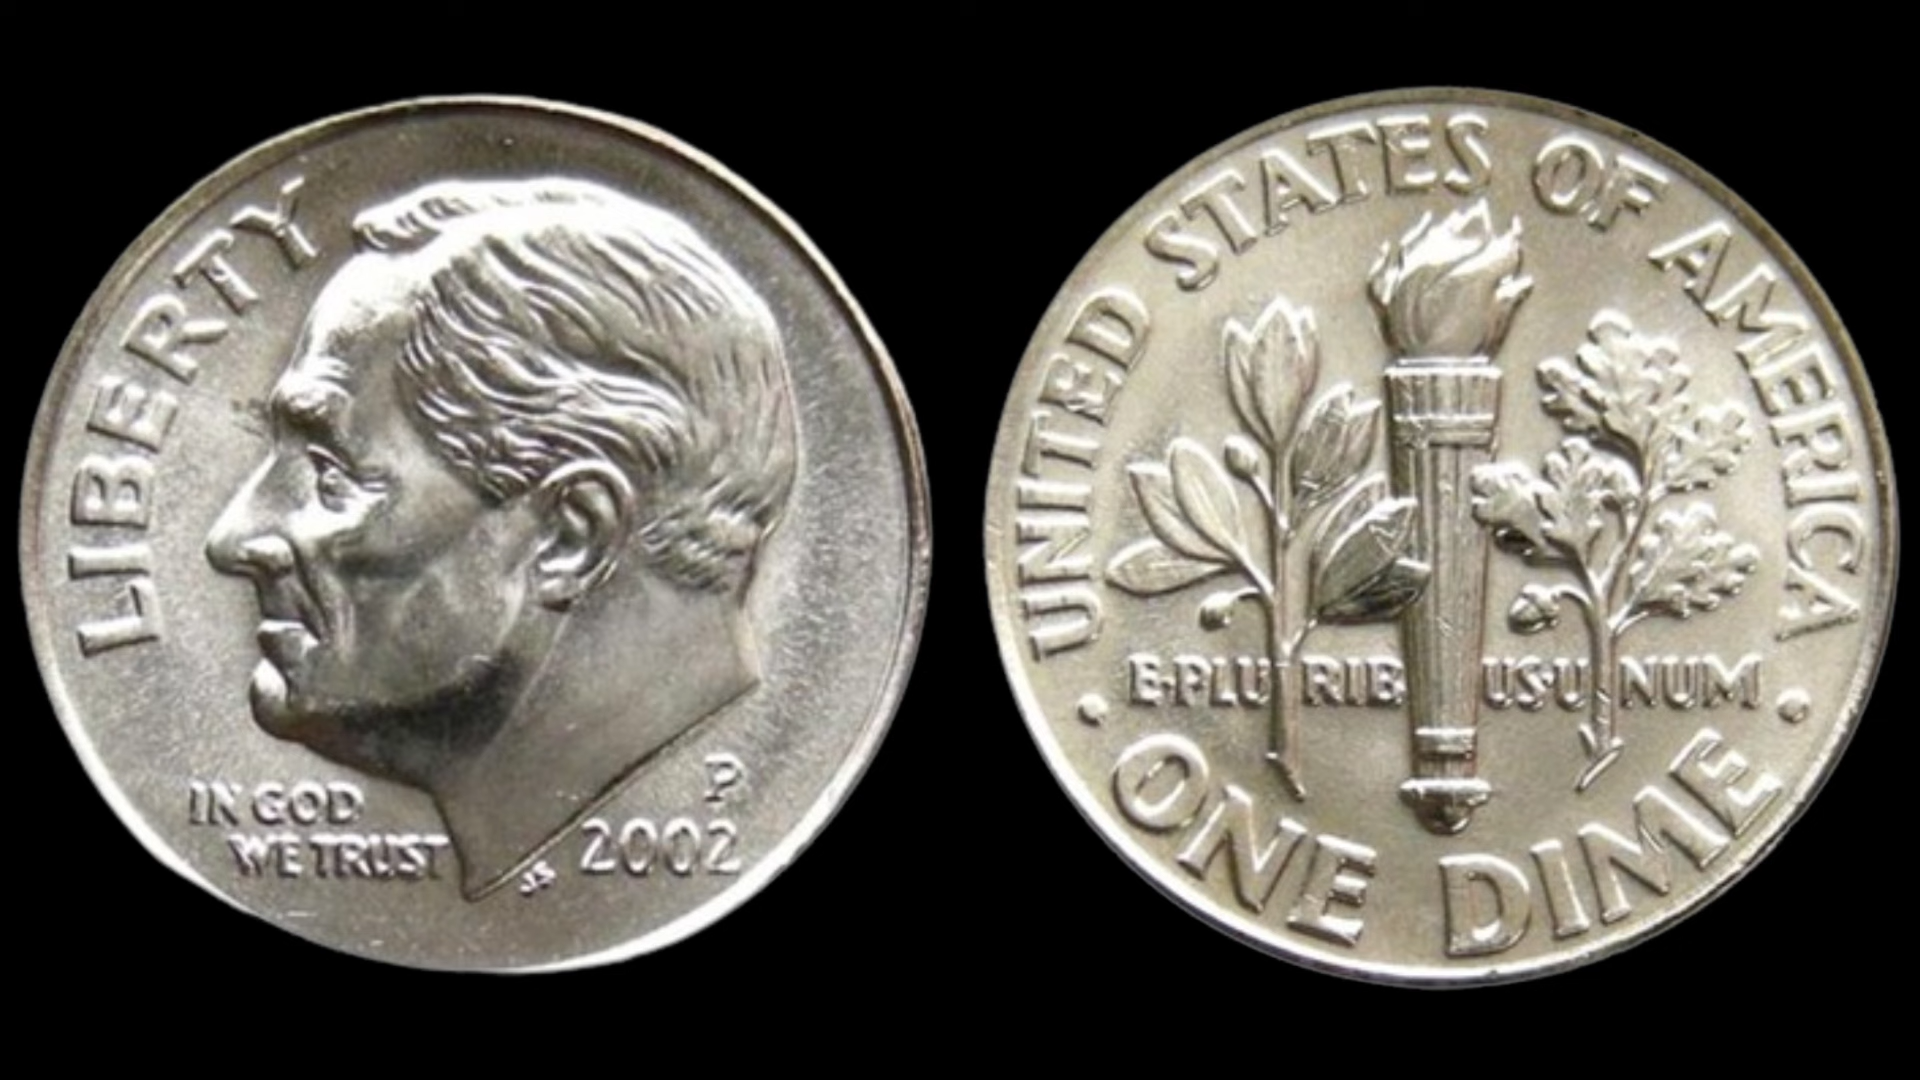 LIBERTY
IN GOD
WE TRUST
JS
P
2002
UNITED STATES OF AMERICA
E·PLU RIB US·U NUM
· ONE DIME ·